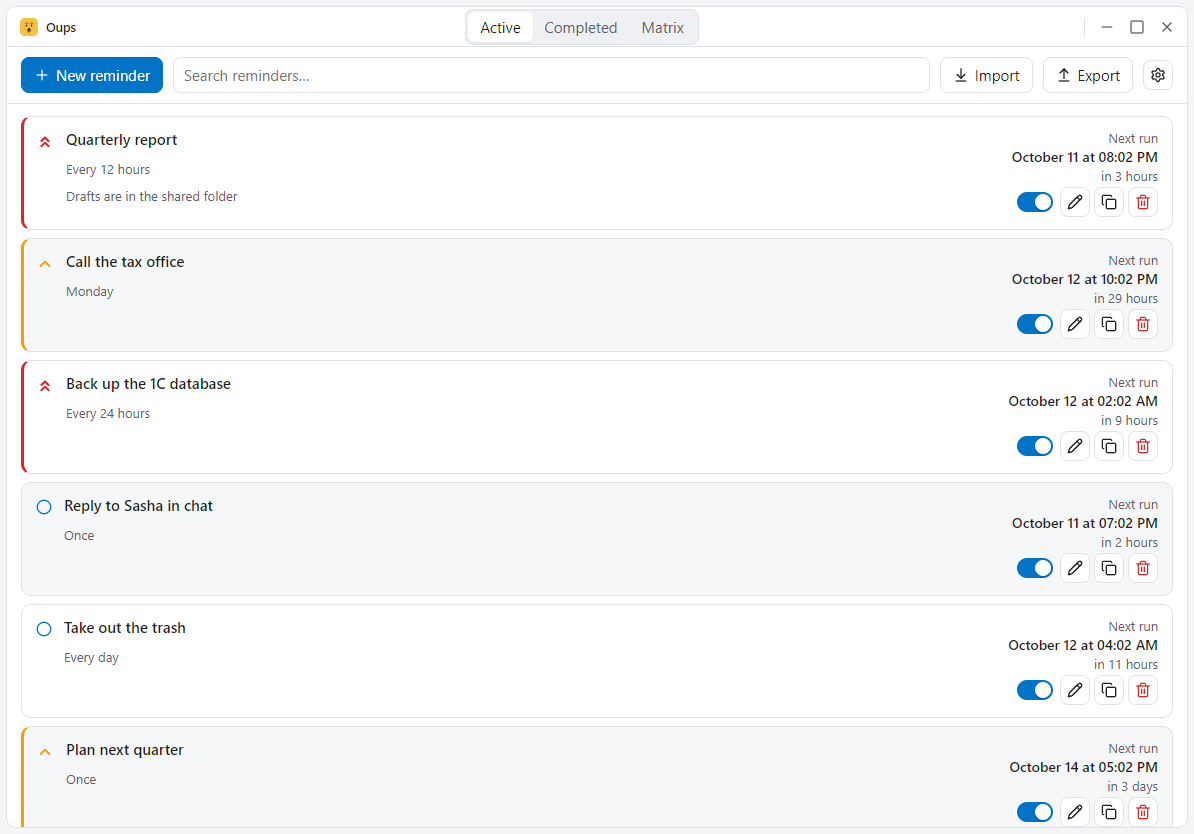 Oups
Active Completed Matrix
New reminder
Search reminders...
Import
Export
Quarterly report
Every 12 hours
Drafts are in the shared folder
Next run
October 11 at 08:02 PM
in 3 hours
Call the tax office
Monday
Next run
October 12 at 10:02 PM
in 29 hours
Back up the 1C database
Every 24 hours
Next run
October 12 at 02:02 AM
in 9 hours
Reply to Sasha in chat
Once
Next run
October 11 at 07:02 PM
in 2 hours
Take out the trash
Every day
Next run
October 12 at 04:02 AM
in 11 hours
Plan next quarter
Once
Next run
October 14 at 05:02 PM
in 3 days